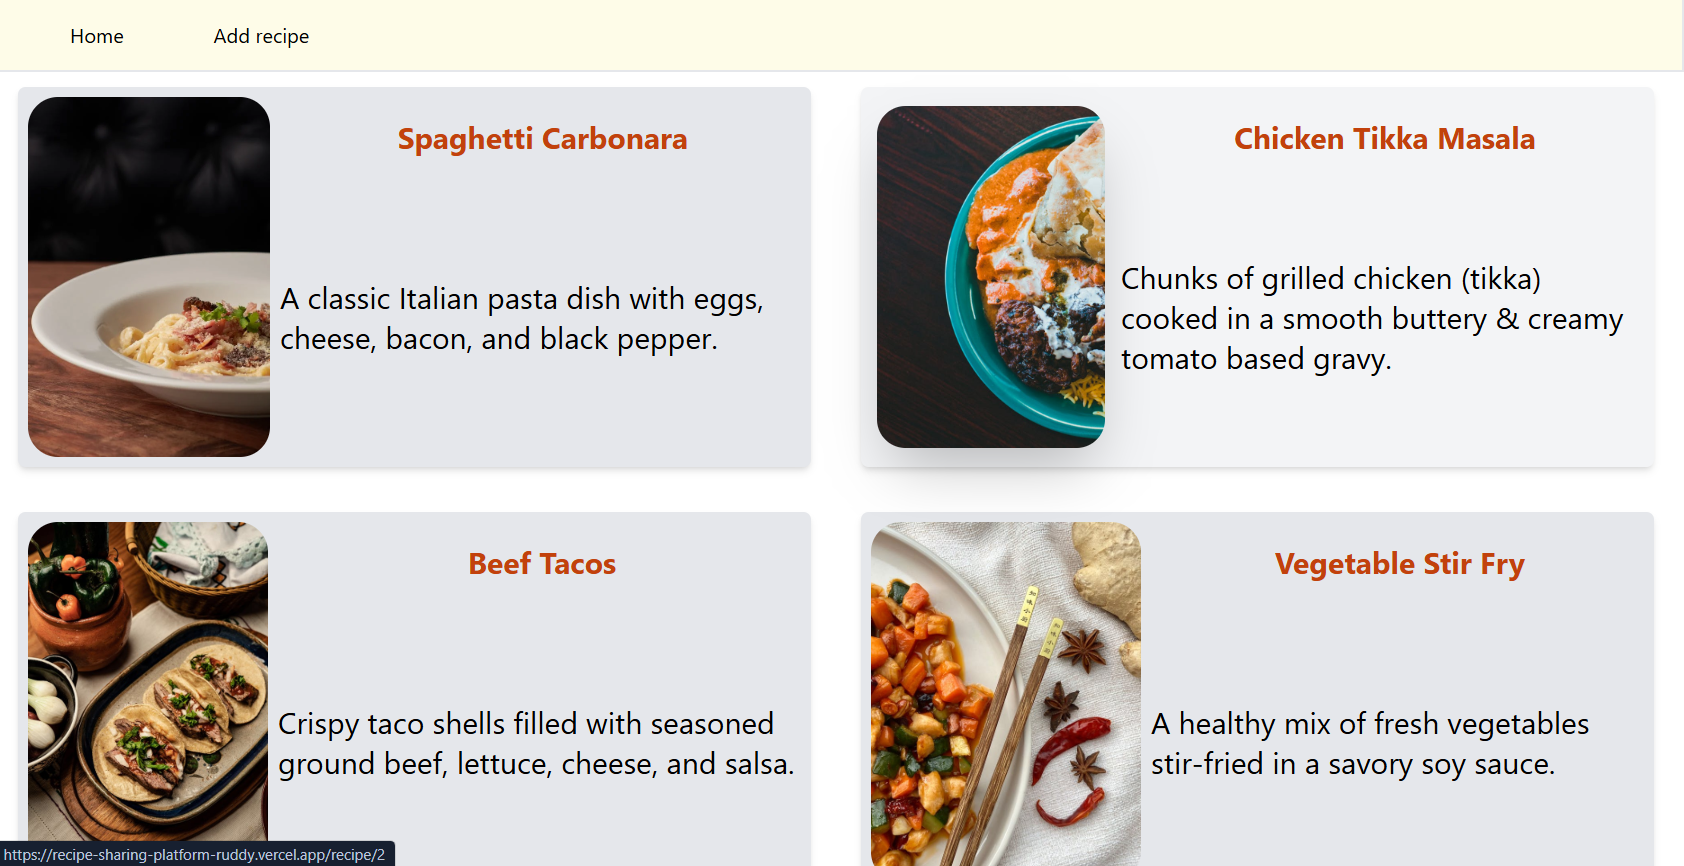 Home
Add recipe
Spaghetti Carbonara
A classic Italian pasta dish with eggs,
cheese, bacon, and black pepper.
Chicken Tikka Masala
Chunks of grilled chicken (tikka)
cooked in a smooth buttery & creamy
tomato based gravy.
Beef Tacos
Crispy taco shells filled with seasoned
ground beef, lettuce, cheese, and salsa.
Vegetable Stir Fry
A healthy mix of fresh vegetables
stir-fried in a savory soy sauce.
https://recipe-sharing-platform-ruddy.vercel.app/recipe/2